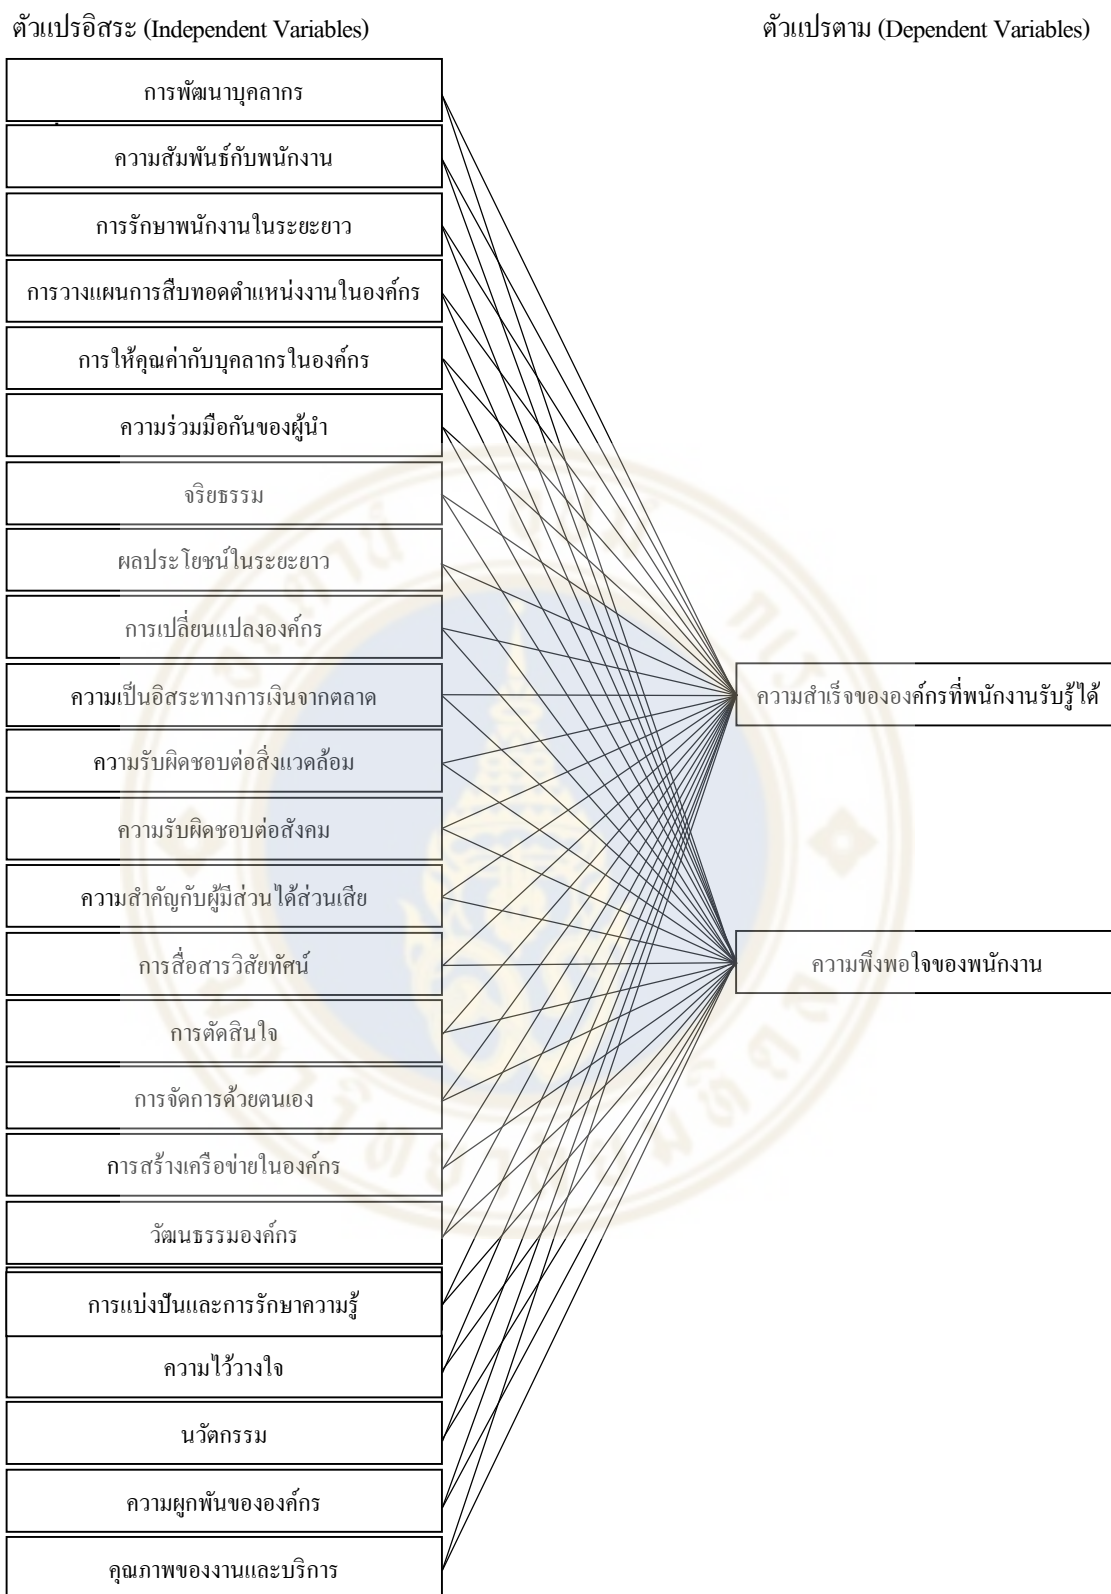 ตัวแปรอิสระ (Independent Variables)
ตัวแปรตาม (Dependent Variables)
การพัฒนาบุคลากร
ความสัมพันธ์กับพนักงาน
การรักษาพนักงานในระยะยาว
การวางแผนการสืบทอดตำแหน่งงานในองค์กร
การให้คุณค่ากับบุคลากรในองค์กร
ความร่วมมือกันของผู้นำ
จริยธรรม
ผลประโยชน์ในระยะยาว
การเปลี่ยนแปลงองค์กร
ความเป็นอิสระทางการเงินจากตลาด
ความสำเร็จขององค์กรที่พนักงานรับรู้ได้
ความรับผิดชอบต่อสิ่งแวดล้อม
ความรับผิดชอบต่อสังคม
ความสำคัญกับผู้มีส่วนได้ส่วนเสีย
การสื่อสารวิสัยทัศน์
ความพึงพอใจของพนักงาน
การตัดสินใจ
การจัดการด้วยตนเอง
การสร้างเครือข่ายในองค์กร
วัฒนธรรมองค์กร
การแบ่งปันและการรักษาความรู้
ความไว้วางใจ
นวัตกรรม
ความผูกพันขององค์กร
คุณภาพของงานและบริการ